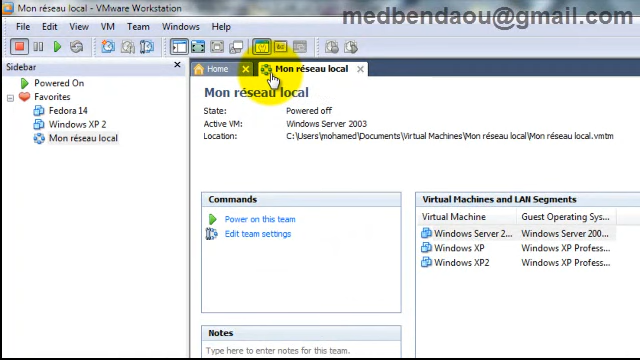 Mon réseau local - VMware Workstation
medbendaou@gmail.com
File Edit View VM Team Windows Help
Sidebar
Powered On
Favorites
Fedora 14
Windows XP 2
Mon réseau local
Home
Mon réseau local
Mon réseau local
State: Powered off
Active VM: Windows Server 2003
Location: C:\Users\mohamed\Documents\Virtual Machines\Mon réseau local\Mon réseau local.vmtm
Commands
Power on this team
Edit team settings
Virtual Machines and LAN Segments
Virtual Machine Guest Operating Sys...
Windows Server 2... Windows Server 200...
Windows XP Windows XP Profess...
Windows XP2 Windows XP Profess...
Notes
Type here to enter notes for this team.